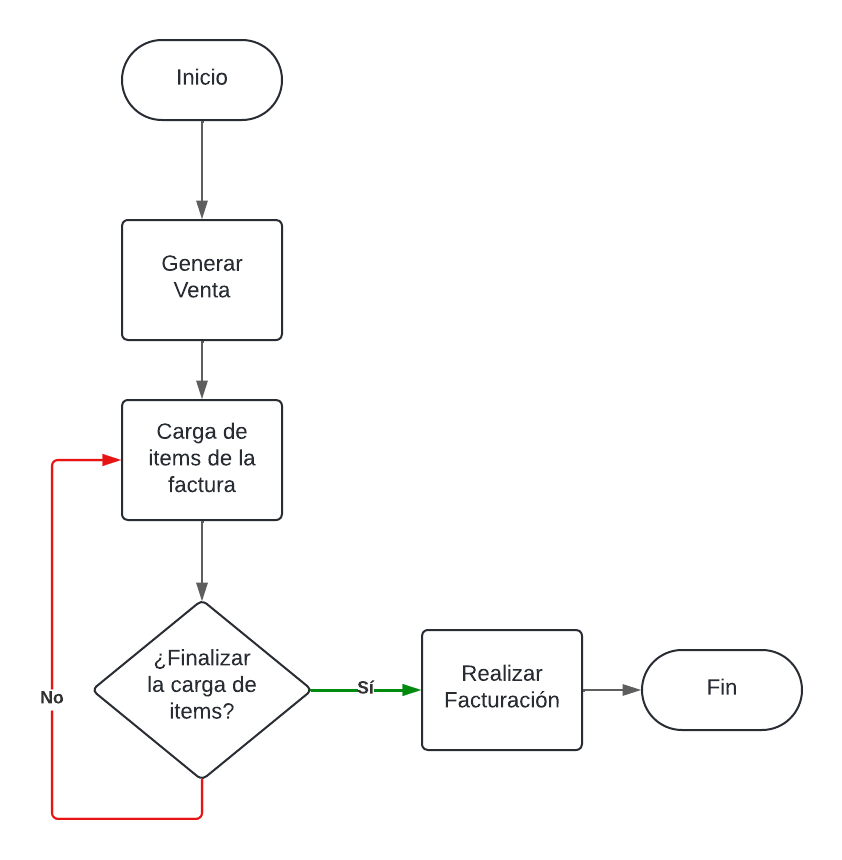 Inicio
Generar
Venta
Carga de
items de la
factura
¿Finalizar
la carga de
items?
No
Sí
Realizar
Facturación
Fin